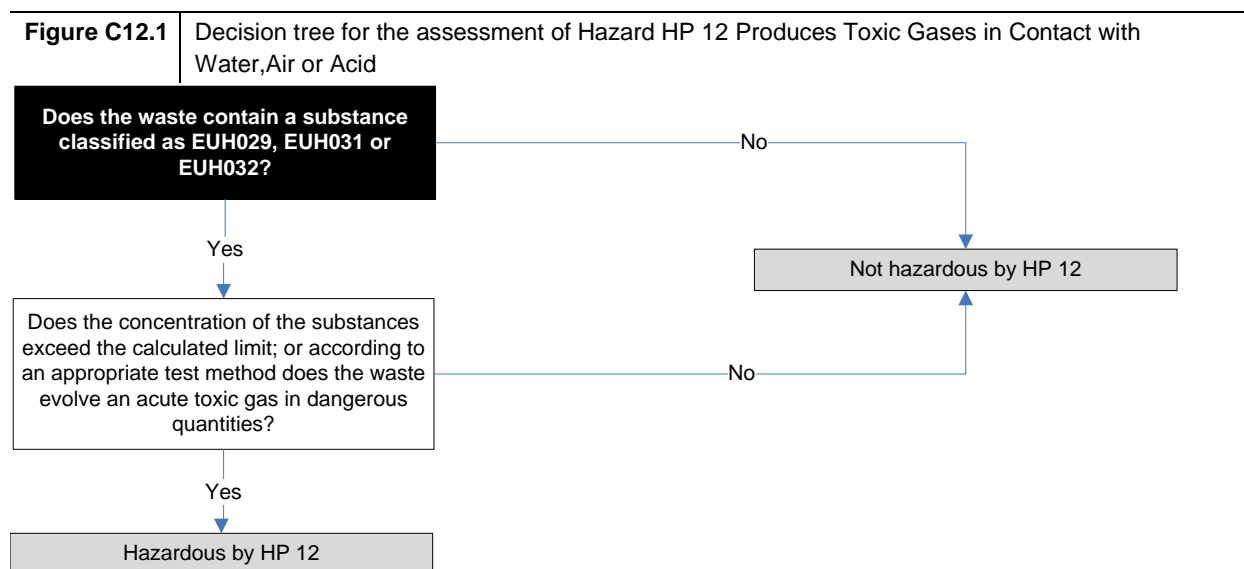 Figure C12.1
Decision tree for the assessment of Hazard HP 12 Produces Toxic Gases in Contact with
Water,Air or Acid
Does the waste contain a substance
classified as EUH029, EUH031 or
EUH032?
No
Yes
Not hazardous by HP 12
Does the concentration of the substances
exceed the calculated limit; or according to
an appropriate test method does the waste
evolve an acute toxic gas in dangerous
quantities?
No
Yes
Hazardous by HP 12